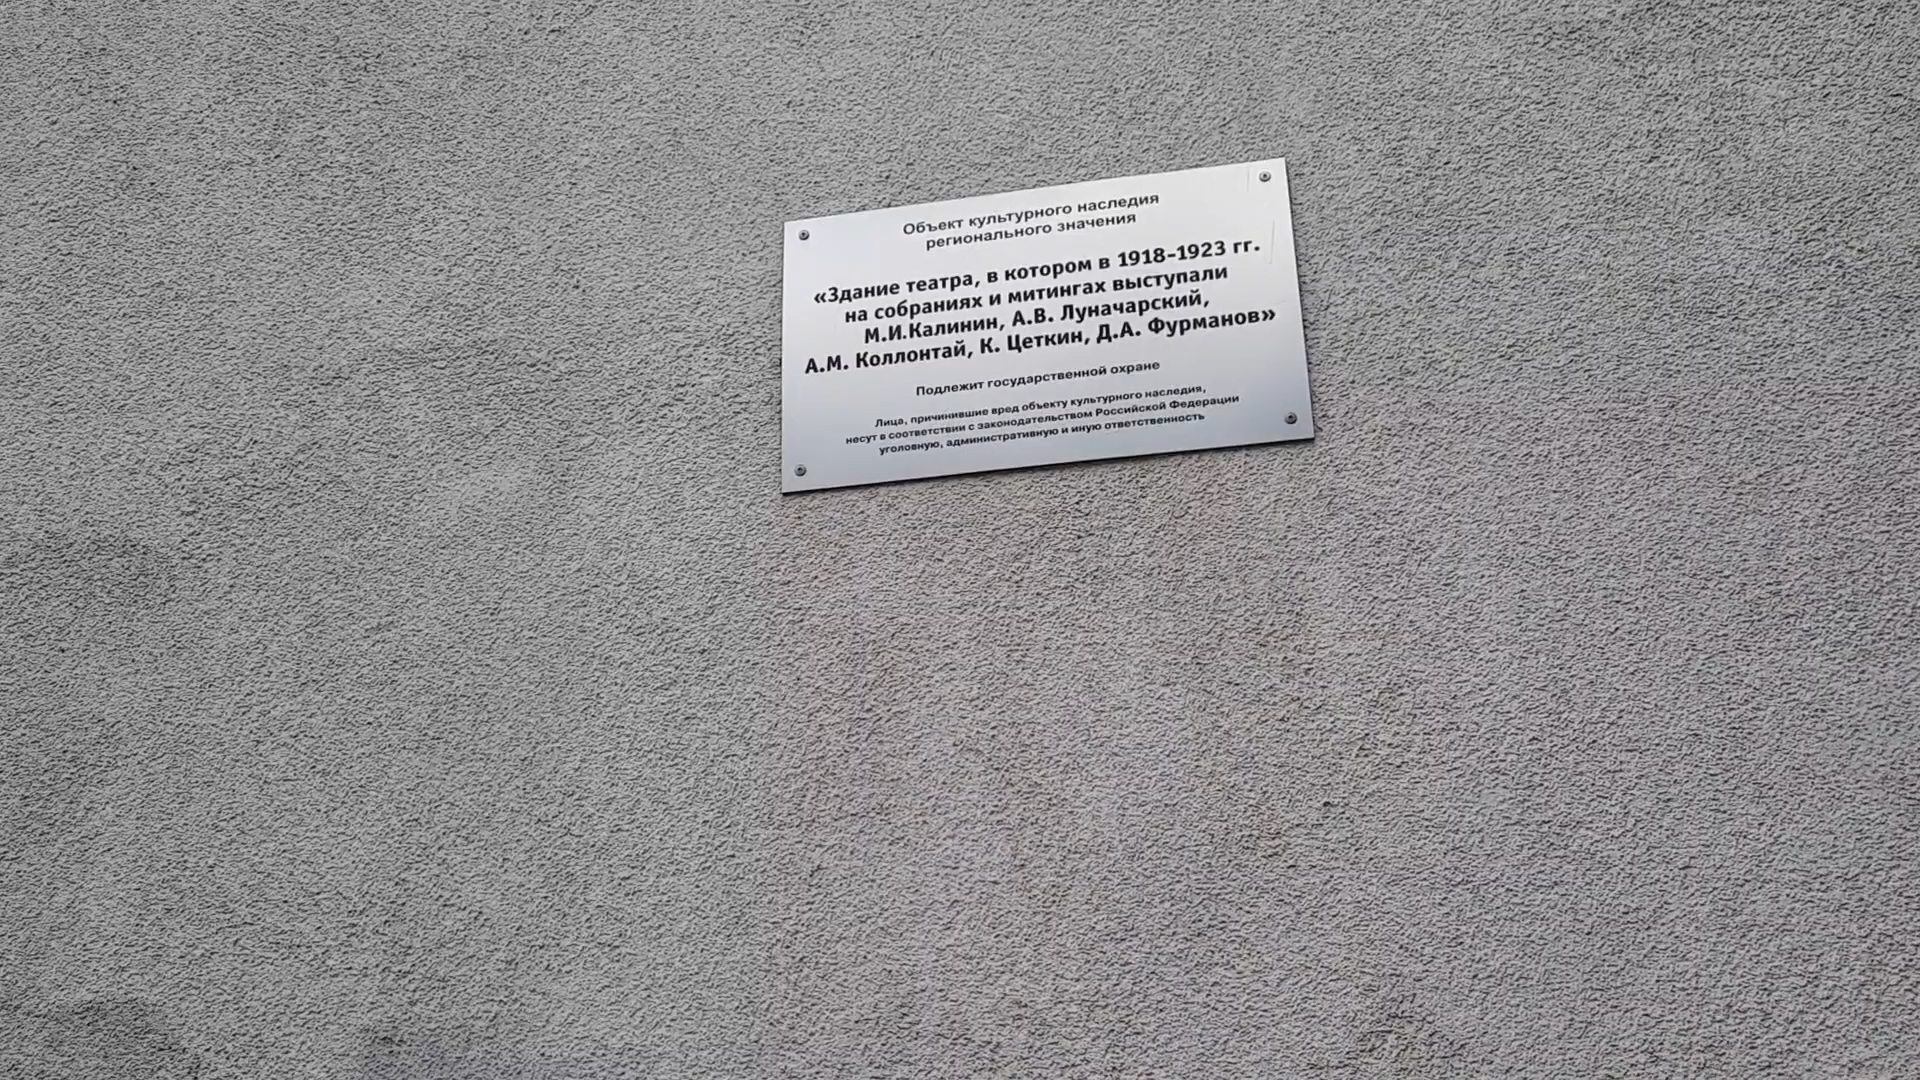 Объект культурного наследия
регионального значения
«Здание театра, в котором в 1918-1923 гг.
на собраниях и митингах выступали
М.И.Калинин, А.В. Луначарский,
А.М. Коллонтай, К. Цеткин, Д.А. Фурманов»
Подлежит государственной охране
Лица, причинившие вред объекту культурного наследия,
несут в соответствии с законодательством Российской Федерации
уголовную, административную и иную ответственность